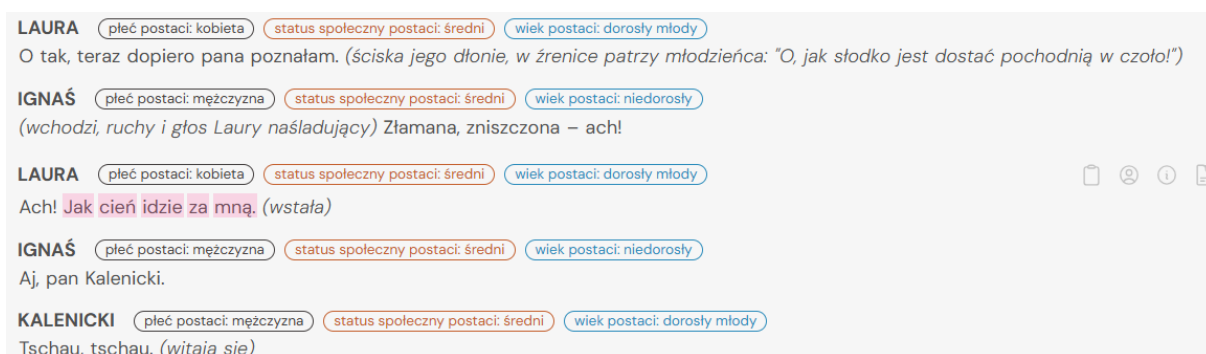 LAURA płeć postaci: kobieta status społeczny postaci: średni wiek postaci: dorosły młody
O tak, teraz dopiero pana poznałam. (ściska jego dłonie, w źrenice patrzy młodzieńca: "O, jak słodko jest dostać pochodnią w czoło!")
IGNAŚ płeć postaci: mężczyzna status społeczny postaci: średni wiek postaci: niedorosły
(wchodzi, ruchy i głos Laury naśladujący) Złamana, zniszczona – ach!
LAURA płeć postaci: kobieta status społeczny postaci: średni wiek postaci: dorosły młody
Ach! Jak cień idzie za mną. (wstała)
IGNAŚ płeć postaci: mężczyzna status społeczny postaci: średni wiek postaci: niedorosły
Aj, pan Kalenicki.
KALENICKI płeć postaci: mężczyzna status społeczny postaci: średni wiek postaci: dorosły młody
Tschau, tschau. (witają się)